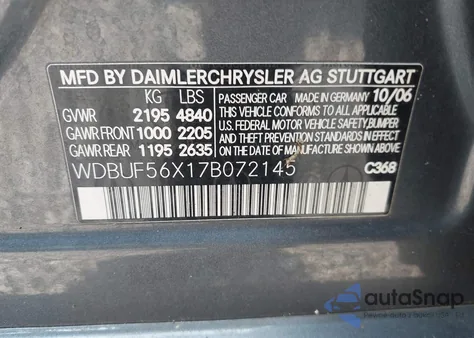 MFD BY DAIMLERCHRYSLER AG STUTTGART
KG LBS
GVWR 2195 4840
GAWR FRONT 1000 2205
GAWR REAR 1195 2635
PASSENGER CAR MADE IN GERMANY 10/06
THIS VEHICLE CONFORMS TO ALL APPLICABLE
U.S. FEDERAL MOTOR VEHICLE SAFETY, BUMPER,
AND THEFT PREVENTION STANDARDS IN EFFECT
ON THE DATE OF MANUFACTURE SHOWN ABOVE.
WDBUF56X17B072145
C368
autoSnap